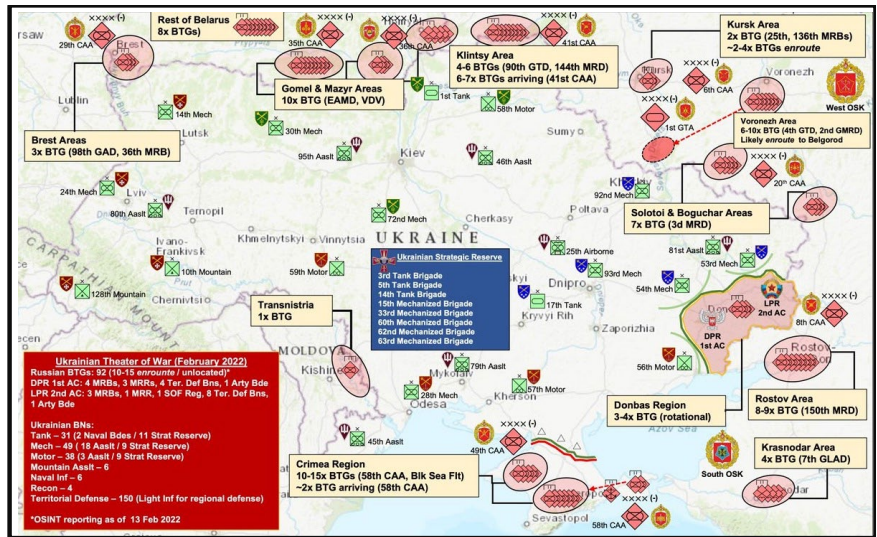 Rest of Belarus
8x BTGs)
29th CAA
××××(-)
Brest
Brest Areas
3x BTG (98th GAD, 36th MRB)
35th CAA
××××(-)
36th CAA
××××(-)
Gomel & Mazyr Areas
10x BTG (EAMD, VDV)
Klintsy Area
4-6 BTGs (90th GTD, 144th MRD)
6-7x BTGs arriving (41st CAA)
41st CAA
××××(-)
Kursk Area
2x BTG (25th, 136th MRBs)
~2-4x BTGs enroute
××××(-)
6th CAA
××××(-)
1st GTA
Voronezh
West OSK
Voronezh Area
6-10x BTG (4th GTD, 2nd GMRD)
Likely enroute to Belgorod
××××(-)
20th CAA
Solotoi & Boguchar Areas
7x BTG (3d MRD)
Lublin
14th Mech
Lutsk
30th Mech
1st Tank
58th Motor
Sumy
95th Aaslt
Kiev
46th Aaslt
24th Mech
Lviv
80th Aaslt
Ternopil
72nd Mech
Cherkasy
92nd Mech
Poltava
Ivano-
Frankivsk
Khmelnytskyi
Vinnytsia
UKRAINE
10th Mountain
59th Motor
128th Mountain
Chernivtsi
CARPATHIAN
MOUNT
25th Airborne
93rd Mech
Dnipro
17th Tank
Kryvyi Rih
Zaporizhia
81st Aaslt
53rd Mech
54th Mech
56th Motor
Ukrainian Strategic Reserve
3rd Tank Brigade
5th Tank Brigade
14th Tank Brigade
15th Mechanized Brigade
33rd Mechanized Brigade
60th Mechanized Brigade
62nd Mechanized Brigade
63rd Mechanized Brigade
LPR
2nd AC
DPR
1st AC
××××(-)
8th CAA
Rostov-
Rostov Area
8-9x BTG (150th MRD)
Donbas Region
3-4x BTG (rotational)
Azov Sea
South OSK
Krasnodar Area
4x BTG (7th GLAD)
Transnistria
1x BTG
MOLDOVA
Kishine
Mykolaiv
79th Aaslt
28th Mech
Odesa
Kherson
57th Motor
45th Aaslt
49th CAA
××××(-)
Crimea Region
10-15x BTGs (58th CAA, Blk Sea Flt)
~2x BTG arriving (58th CAA)
Sevastopol
××××(-)
58th CAA
Ukrainian Theater of War (February 2022)
Russian BTGs: 92 (10-15 enroute / unlocated)*
DPR 1st AC: 4 MRBs, 3 MRRs, 4 Ter. Def Bns, 1 Arty Bde
LPR 2nd AC: 3 MRBs, 1 MRR, 1 SOF Reg, 8 Ter. Def Bns,
1 Arty Bde
Ukrainian BNs:
Tank – 31 (2 Naval Bdes / 11 Strat Reserve)
Mech – 49 ( 18 Aaslt / 9 Strat Reserve)
Motor – 38 (3 Aaslt / 9 Strat Reserve)
Mountain Asslt - 6
Naval Inf - 6
Recon – 4
Territorial Defense – 150 (Light Inf for regional defense)
*OSINT reporting as of 13 Feb 2022